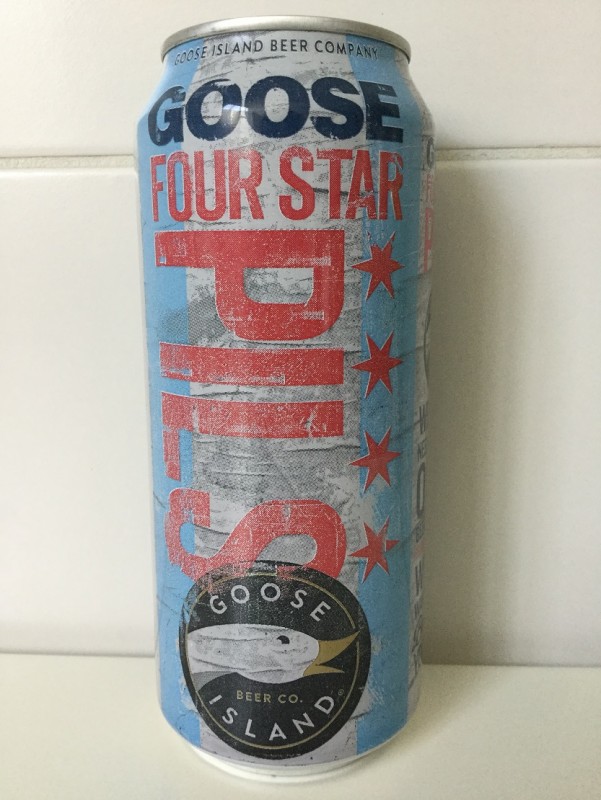 GOOSE ISLAND BEER COMPANY
GOOSE
FOUR STAR
PILS
GOOSE
BEER CO.
ISLAND